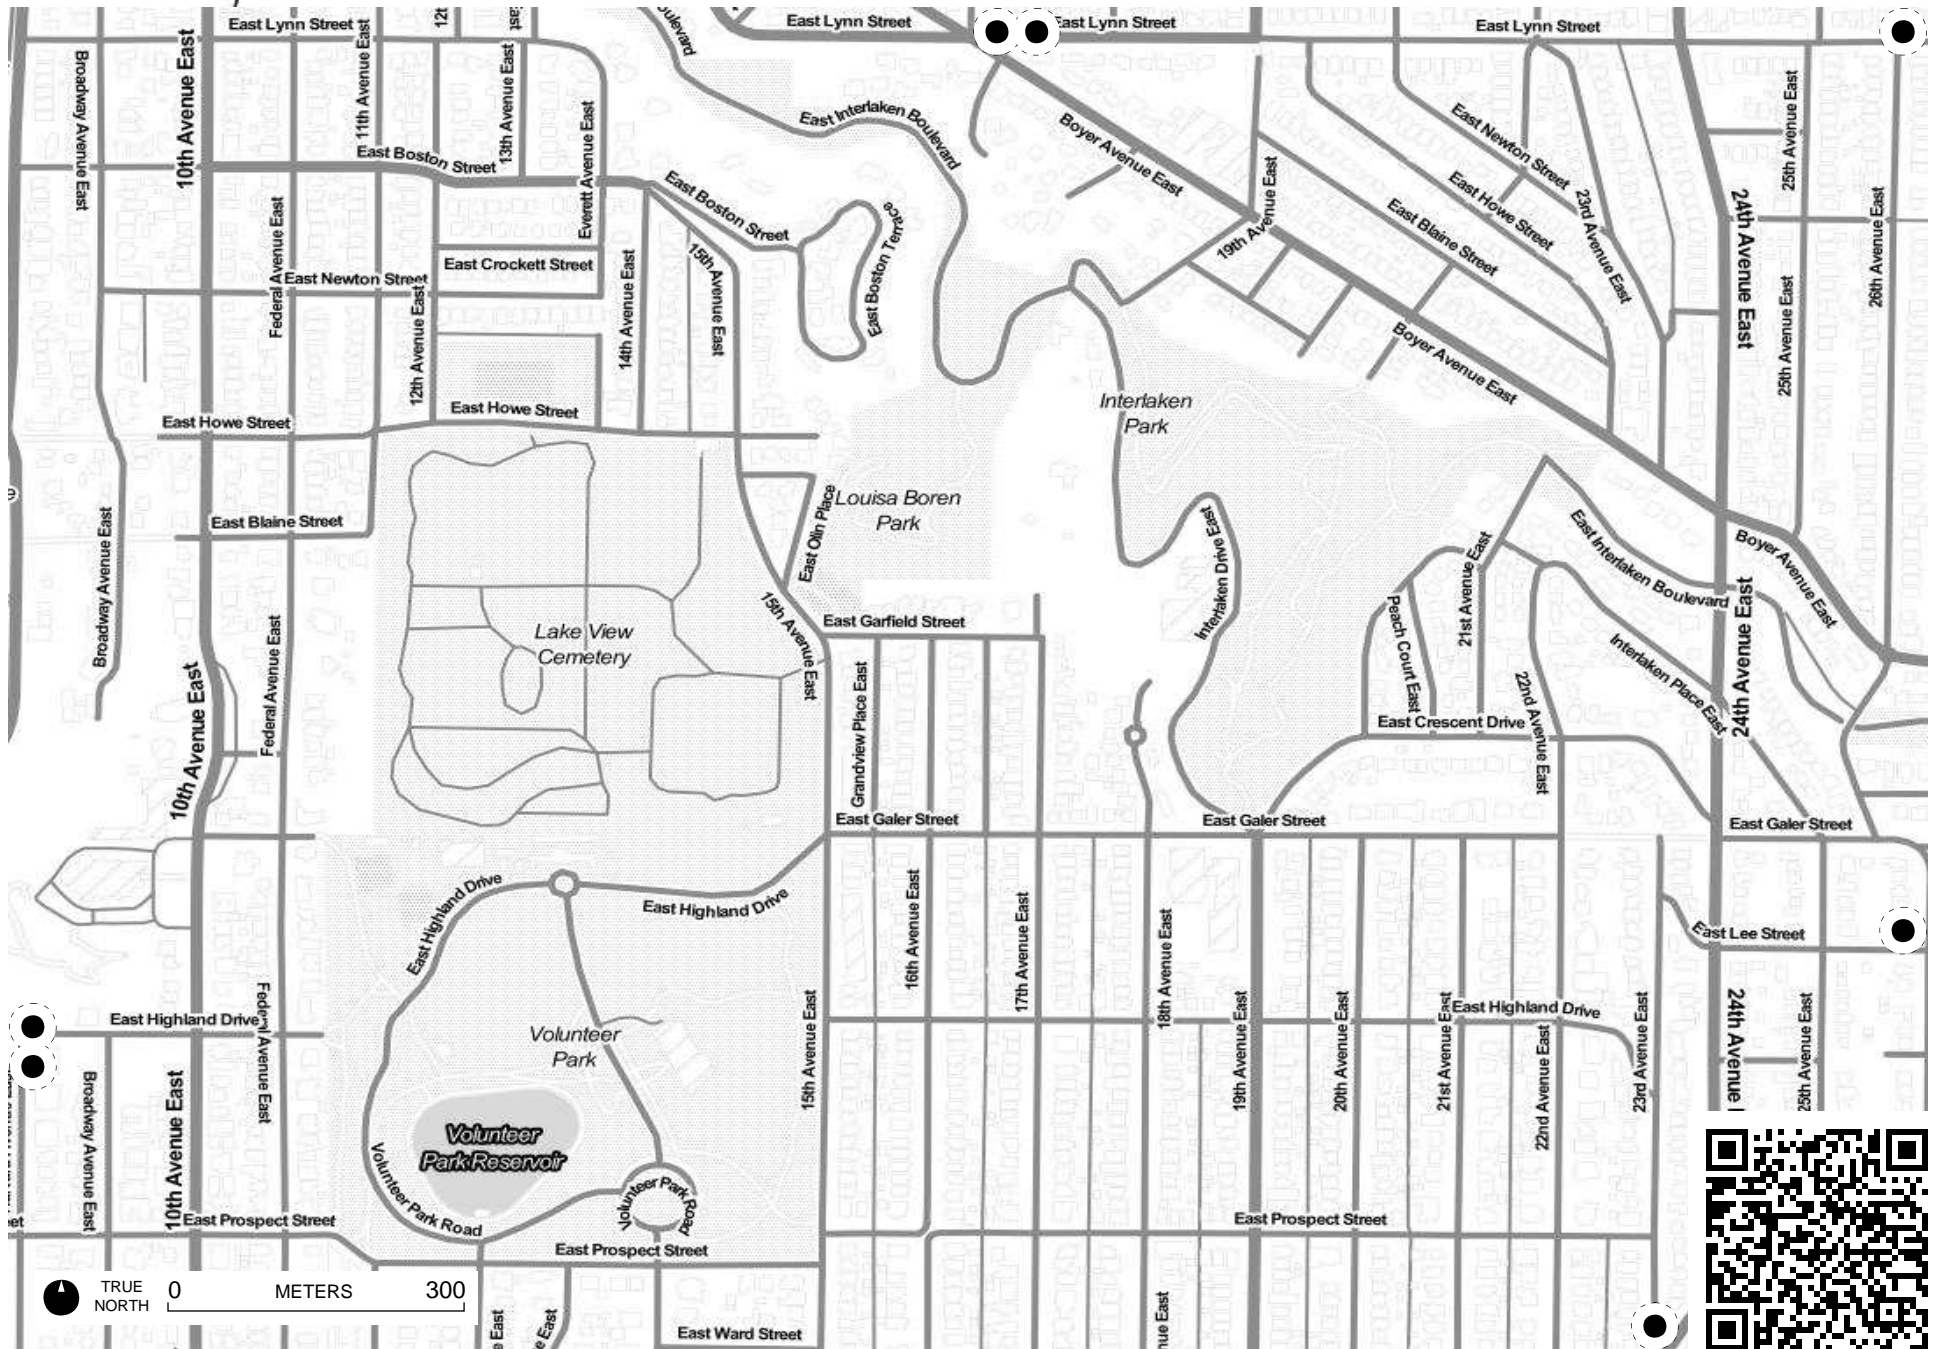 East Lynn Street
East Lynn Street
East Lynn Street
East Lynn Street
oulevard
12t
ast
Broadway Avenue East
10th Avenue East
11th Avenue East
13th Avenue East
Everett Avenue East
East Interlaken Boulevard
Boyer Avenue East
East Newton Street
25th Avenue East
East Boston Street
East Boston Street
East Boston Terrace
19th Avenue East
East Howe Street
East Blaine Street
23rd Avenue East
24th Avenue East
26th Avenue East
Federal Avenue East
East Newton Street
East Crockett Street
12th Avenue East
14th Avenue East
15th Avenue East
Boyer Avenue East
25th Avenue East
East Howe Street
East Howe Street
Interlaken
Park
Louisa Boren
Park
East Olin Place
East Blaine Street
Broadway Avenue East
Interlaken Drive East
21st Avenue East
East Interlaken Boulevard
Boyer Avenue East
15th Avenue East
East Garfield Street
Peach Court East
Interlaken Place East
24th Avenue East
Lake View
Cemetery
Federal Avenue East
10th Avenue East
Grandview Place East
East Crescent Drive
22nd Avenue East
East Galer Street
East Galer Street
East Galer Street
East Highland Drive
East Highland Drive
16th Avenue East
17th Avenue East
18th Avenue East
East Lee Street
East Highland Drive
Federal Avenue East
Volunteer
Park
15th Avenue East
19th Avenue East
20th Avenue East
21st Avenue East
East Highland Drive
22nd Avenue East
23rd Avenue East
24th Avenue
25th Avenue East
Broadway Avenue East
10th Avenue East
Volunteer
Park Reservoir
Volunteer Park Road
Volunteer Park Road
eet
East Prospect Street
East Prospect Street
East Prospect Street
TRUE
NORTH
0 METERS 300
e East
e East
East Ward Street
nue East